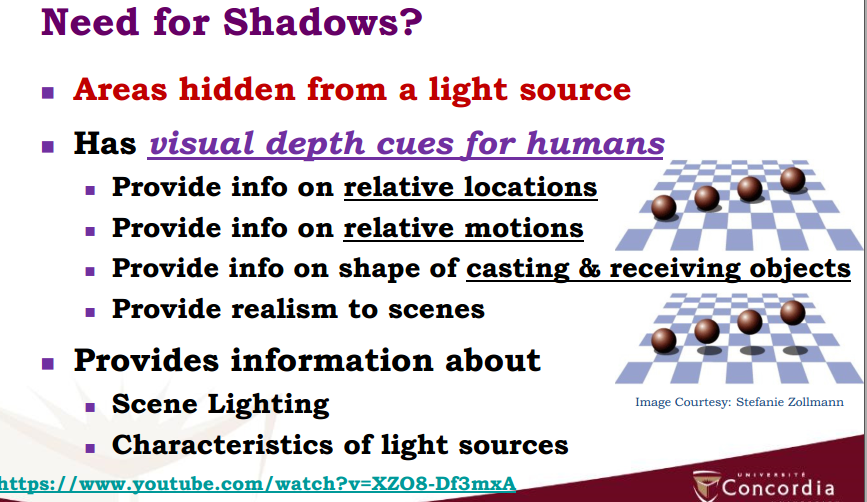 Need for Shadows?
Areas hidden from a light source
Has visual depth cues for humans
Provide info on relative locations
Provide info on relative motions
Provide info on shape of casting & receiving objects
Provide realism to scenes
Provides information about
Image Courtesy: Stefanie Zollmann
Scene Lighting
Characteristics of light sources
https://www.youtube.com/watch?v=XZO8-Df3mxA
UNIVERSITÉ
Concordia